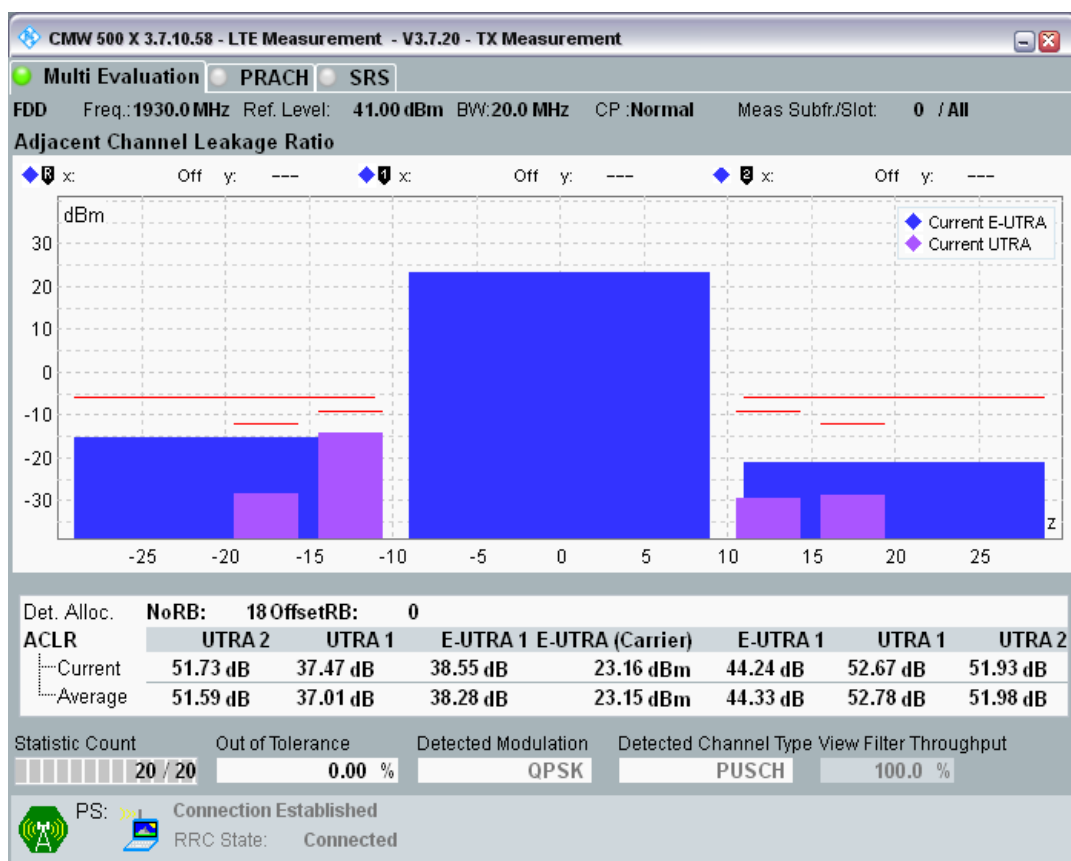 CMW 500 X 3.7.10.58 - LTE Measurement - V3.7.20 - TX Measurement
Multi Evaluation PRACH SRS
FDD Freq.: 1930.0 MHz Ref. Level: 41.00 dBm BW: 20.0 MHz CP : Normal Meas Subfr./Slot: 0 / All
Adjacent Channel Leakage Ratio
R x: Off y: --- 1 x: Off y: --- 2 x: Off y: ---
dBm
Current E-UTRA
Current UTRA
30
20
10
0
-10
-20
-30
z
-25 -20 -15 -10 -5 0 5 10 15 20 25
Det. Alloc. NoRB: 18 OffsetRB: 0
ACLR UTRA 2 UTRA 1 E-UTRA 1 E-UTRA (Carrier) E-UTRA 1 UTRA 1 UTRA 2
Current 51.73 dB 37.47 dB 38.55 dB 23.16 dBm 44.24 dB 52.67 dB 51.93 dB
Average 51.59 dB 37.01 dB 38.28 dB 23.15 dBm 44.33 dB 52.78 dB 51.98 dB
Statistic Count Out of Tolerance Detected Modulation Detected Channel Type View Filter Throughput
20 / 20 0.00 % QPSK PUSCH 100.0 %
PS: Connection Established
RRC State: Connected